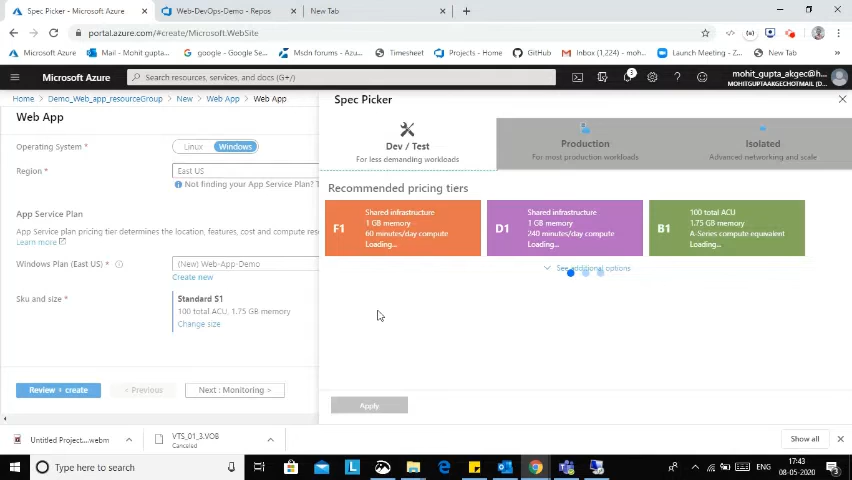 Spec Picker - Microsoft Azure
Web-DevOps-Demo - Repos
New Tab
portal.azure.com/#create/Microsoft.WebSite
Microsoft Azure
Mail - Mohit gupta...
google - Google Se...
Msdn forums - Az...
Timesheet
Projects - Home
GitHub
Inbox (1,224) - moh...
Launch Meeting - Z...
New Tab
Microsoft Azure
Search resources, services, and docs (G+/)
3
mohit_gupta_akgec@h...
MOHITGUPTAAKGECHOTMAIL (D...
Home > Demo_Web_app_resourceGroup > New > Web App > Web App
Web App
Operating System *
Linux
Windows
Region *
East US
Not finding your App Service Plan? T
App Service Plan
App Service plan pricing tier determines the location, features, cost and compute res
Learn more
Windows Plan (East US) *
(New) Web-App-Demo
Create new
Sku and size *
Standard S1
100 total ACU, 1.75 GB memory
Change size
Review + create
< Previous
Next : Monitoring >
Spec Picker
Dev / Test
For less demanding workloads
Production
For most production workloads
Isolated
Advanced networking and scale
Recommended pricing tiers
F1
Shared infrastructure
1 GB memory
60 minutes/day compute
Loading...
D1
Shared infrastructure
1 GB memory
240 minutes/day compute
Loading...
B1
100 total ACU
1.75 GB memory
A-Series compute equivalent
Loading...
See additional options
Apply
Untitled Project....webm
VTS_01_3.VOB
Canceled
Show all
Type here to search
ENG
17:43
08-05-2020
3